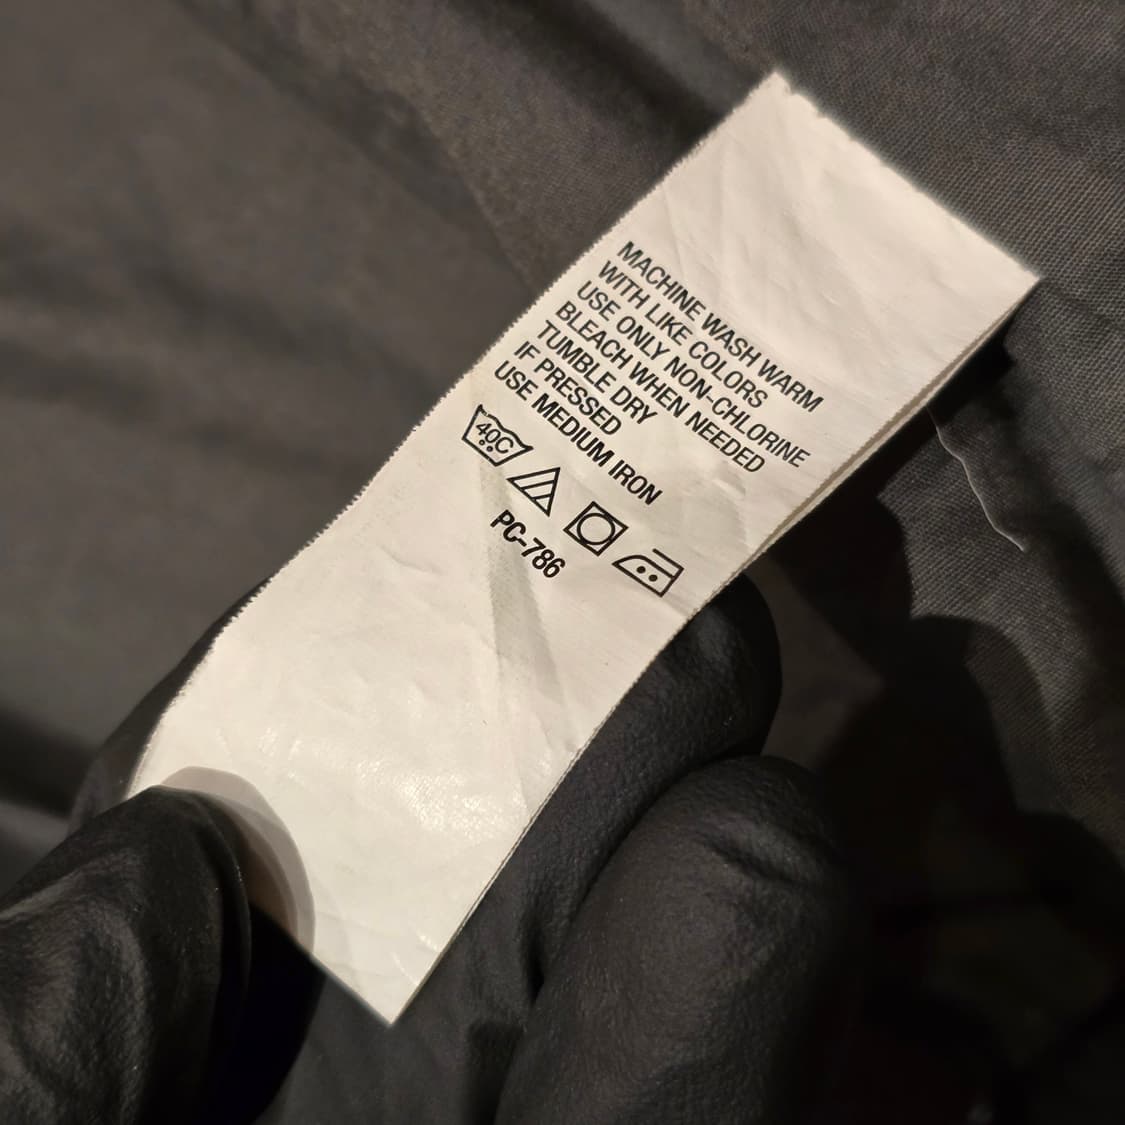 MACHINE WASH WARM
WITH LIKE COLORS
USE ONLY NON-CHLORINE
BLEACH WHEN NEEDED
TUMBLE DRY
IF PRESSED
USE MEDIUM IRON
40C
PC-786